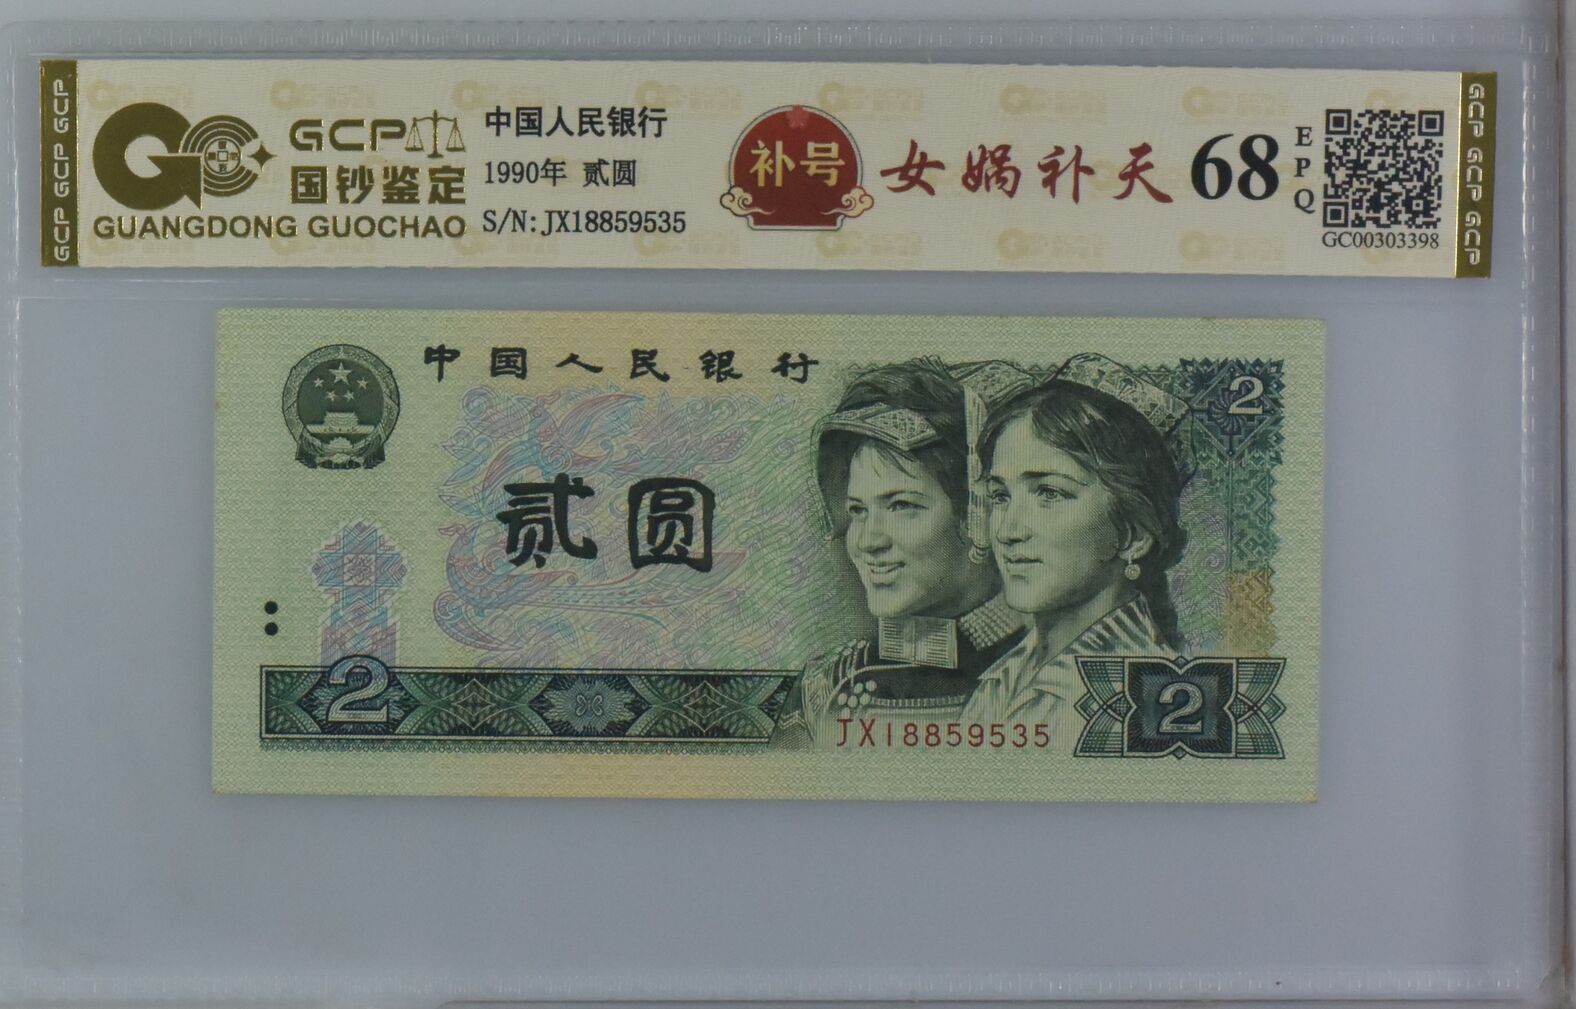 GCP
国钞鉴定
GUANGDONG GUOCHAO
中国人民银行
1990年 贰圆
S/N:JX18859535
补号
女娲补天
68
EPQ
GC00303398
GCP GCP GCP
GCP GCP GCP
中国人民银行
2
贰圆
2
JX18859535
2